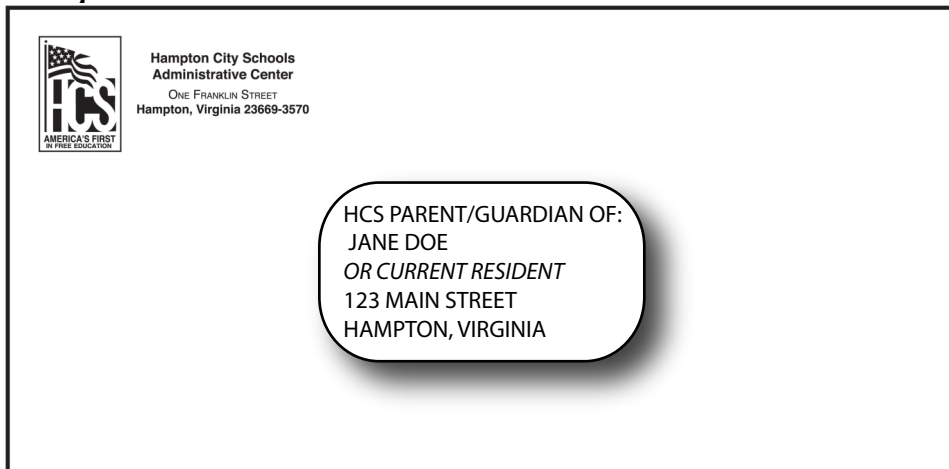 HCS
AMERICA'S FIRST
IN FREE EDUCATION
Hampton City Schools
Administrative Center
ONE FRANKLIN STREET
Hampton, Virginia 23669-3570
HCS PARENT/GUARDIAN OF:
JANE DOE
OR CURRENT RESIDENT
123 MAIN STREET
HAMPTON, VIRGINIA